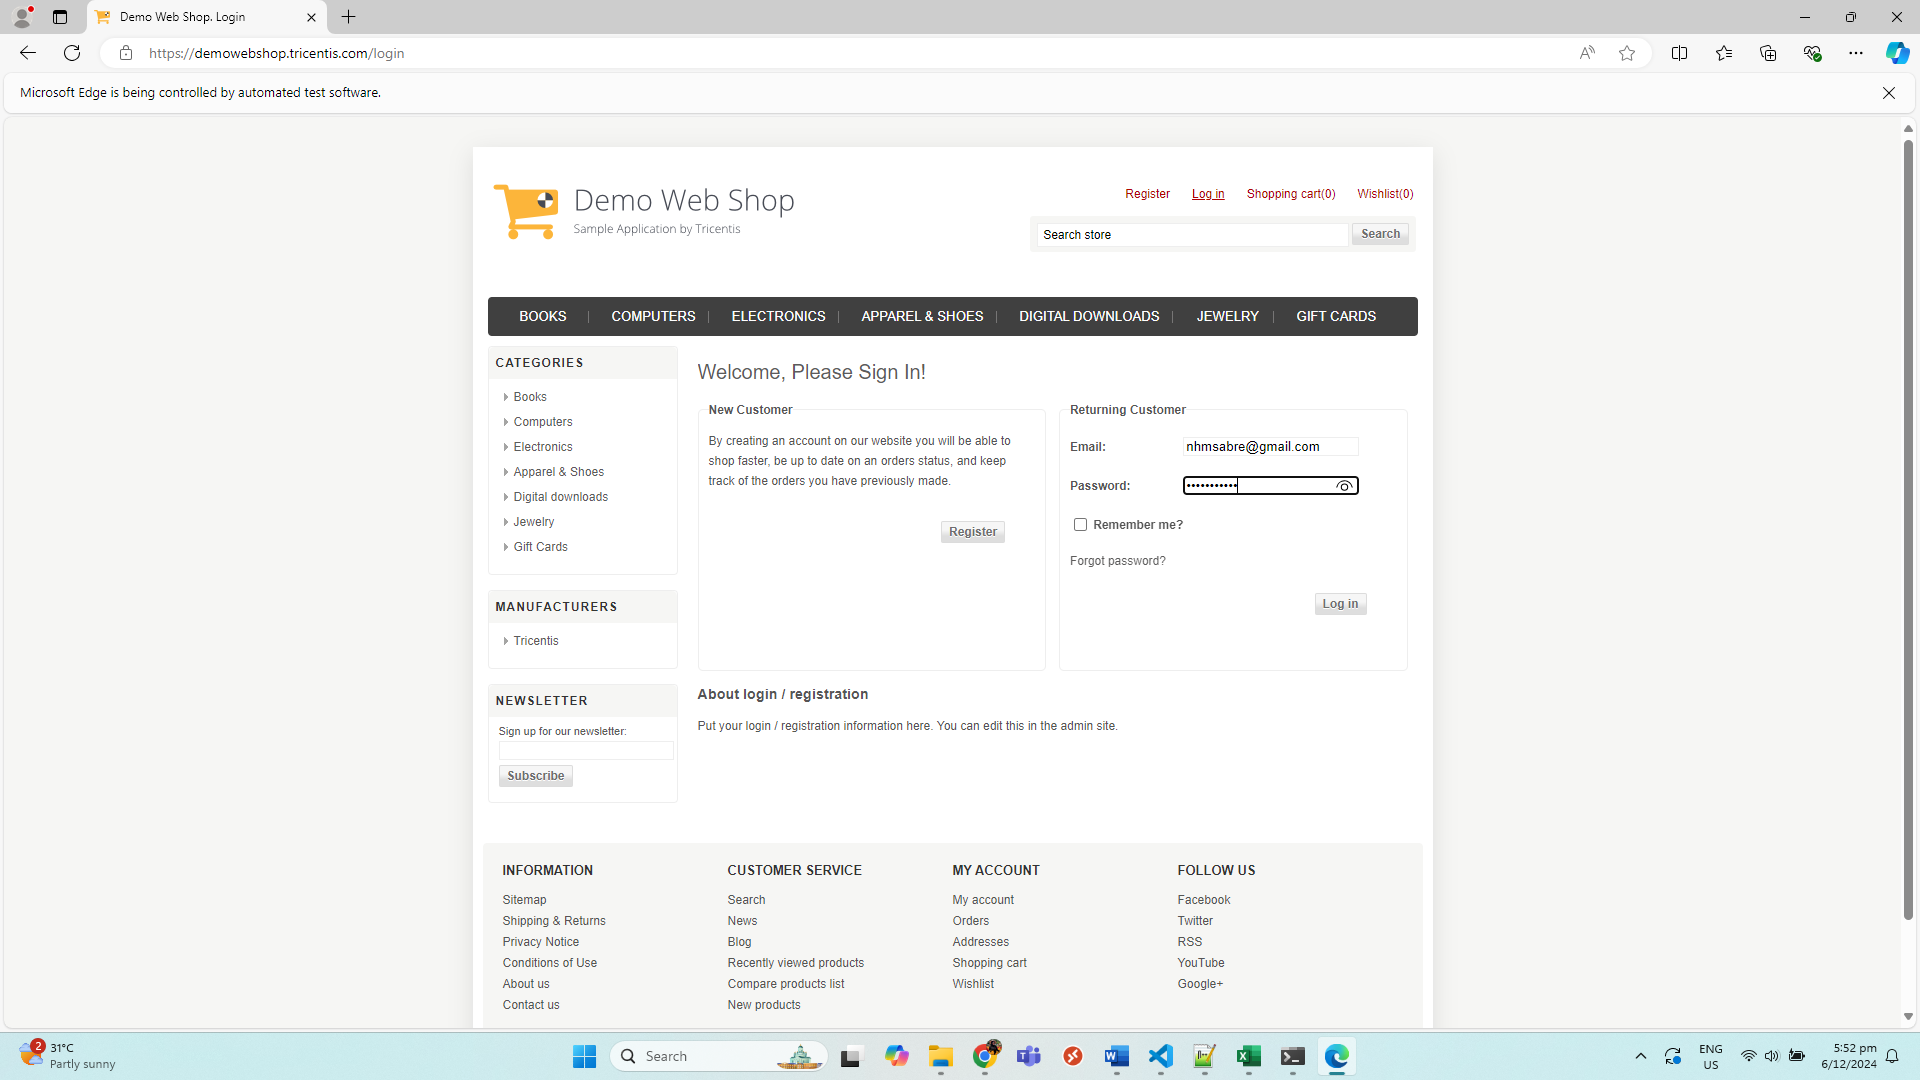 Demo Web Shop. Login
https://demowebshop.tricentis.com/login
Microsoft Edge is being controlled by automated test software.
Demo Web Shop
Sample Application by Tricentis
Register Log in Shopping cart(0) Wishlist(0)
Search store Search
BOOKS COMPUTERS ELECTRONICS APPAREL & SHOES DIGITAL DOWNLOADS JEWELRY GIFT CARDS
CATEGORIES
Books
Computers
Electronics
Apparel & Shoes
Digital downloads
Jewelry
Gift Cards
MANUFACTURERS
Tricentis
NEWSLETTER
Sign up for our newsletter:
Subscribe
Welcome, Please Sign In!
New Customer
By creating an account on our website you will be able to
shop faster, be up to date on an orders status, and keep
track of the orders you have previously made.
Register
Returning Customer
Email: nhmsabre@gmail.com
Password: •••••••••••
Remember me?
Forgot password?
Log in
About login / registration
Put your login / registration information here. You can edit this in the admin site.
INFORMATION
Sitemap
Shipping & Returns
Privacy Notice
Conditions of Use
About us
Contact us
CUSTOMER SERVICE
Search
News
Blog
Recently viewed products
Compare products list
New products
MY ACCOUNT
My account
Orders
Addresses
Shopping cart
Wishlist
FOLLOW US
Facebook
Twitter
RSS
YouTube
Google+
2
31°C
Partly sunny
Search
ENG
US
5:52 pm
6/12/2024